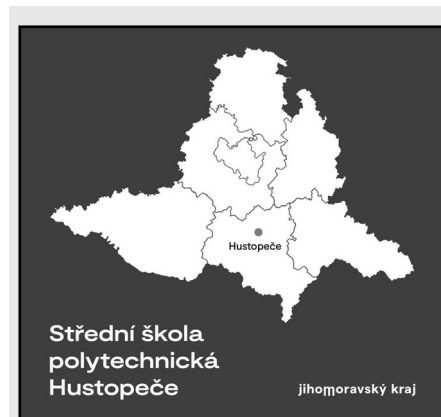 Hustopeče
Střední škola
polytechnická
Hustopeče
jihomoravský kraj